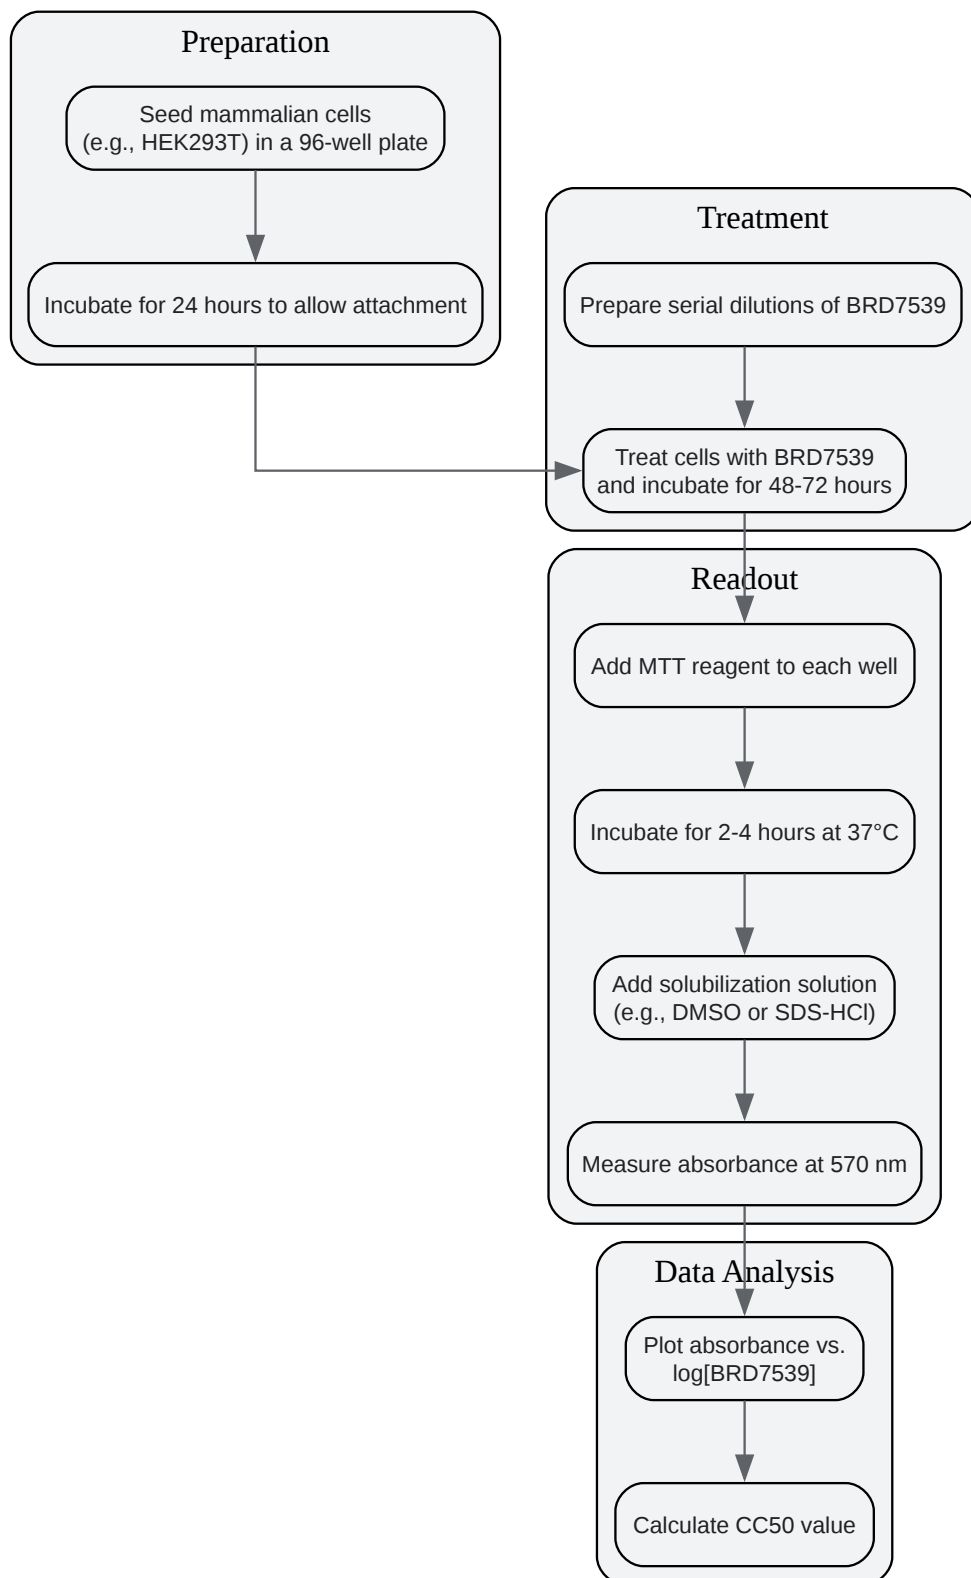 Preparation
Seed mammalian cells
(e.g., HEK293T) in a 96-well plate
Incubate for 24 hours to allow attachment
Treatment
Prepare serial dilutions of BRD7539
Treat cells with BRD7539
and incubate for 48-72 hours
Readout
Add MTT reagent to each well
Incubate for 2-4 hours at 37°C
Add solubilization solution
(e.g., DMSO or SDS-HCl)
Measure absorbance at 570 nm
Data Analysis
Plot absorbance vs.
log[BRD7539]
Calculate CC50 value